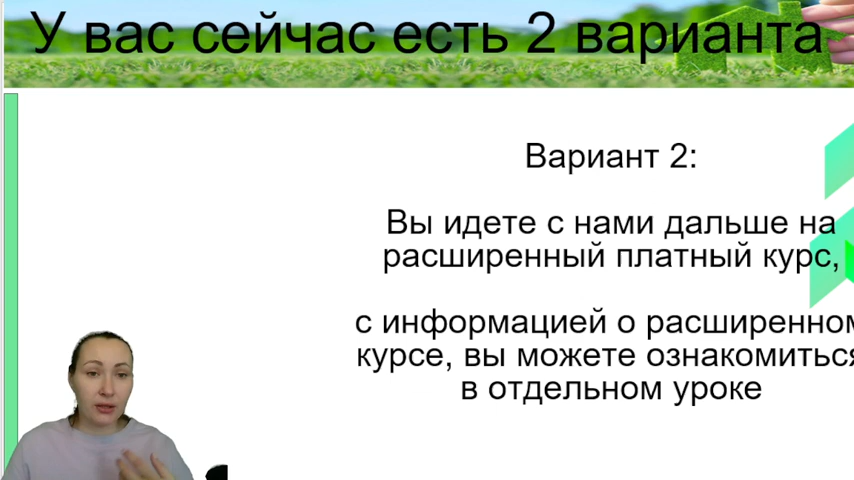 У вас сейчас есть 2 варианта
Вариант 2:
Вы идете с нами дальше на
расширенный платный курс,
с информацией о расширенном
курсе, вы можете ознакомиться
в отдельном уроке